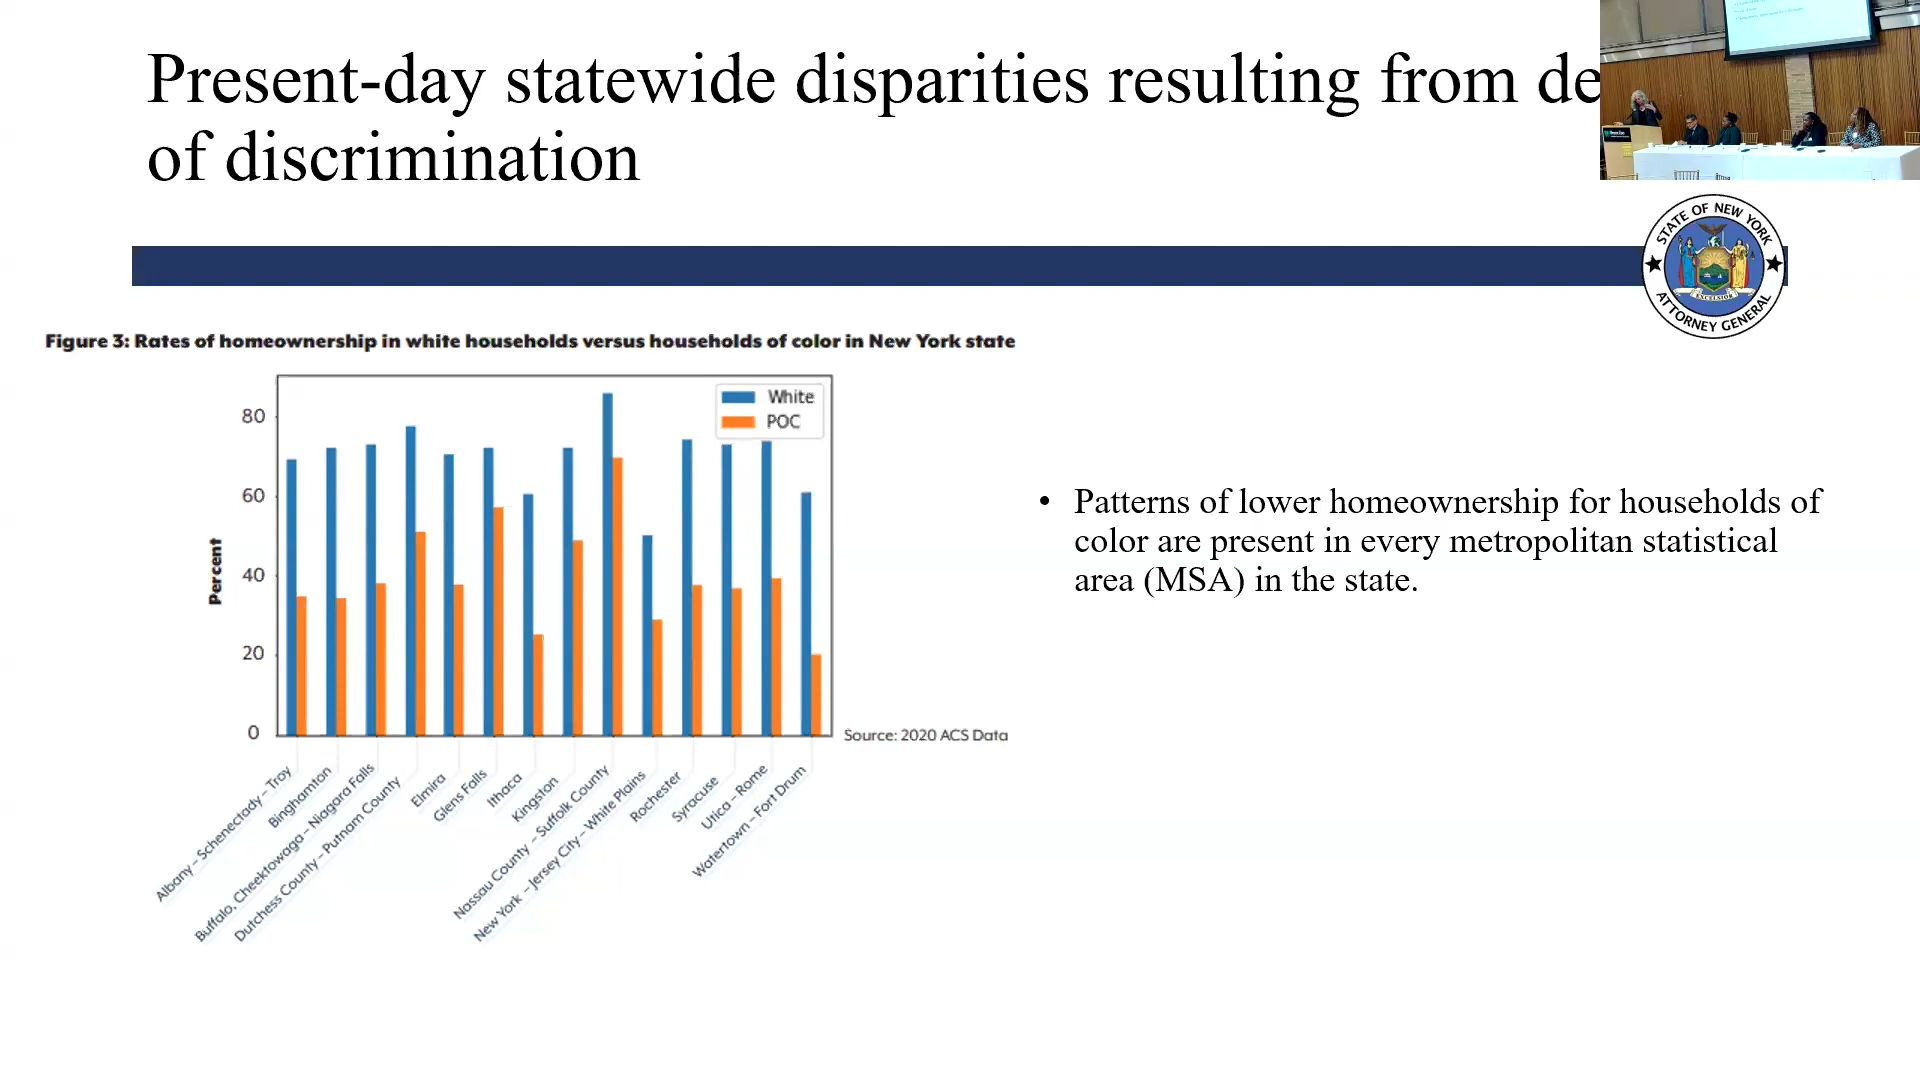 Present-day statewide disparities resulting from de
of discrimination
STATE OF NEW YORK
EXCELSIOR
ATTORNEY GENERAL
Figure 3: Rates of homeownership in white households versus households of color in New York state
White
POC
80
60
40
20
0
Percent
Source: 2020 ACS Data
Albany – Schenectady – Troy
Binghamton
Buffalo, Cheektowaga – Niagara Falls
Dutchess County – Putnam County
Elmira
Glens Falls
Ithaca
Kingston
Nassau County – Suffolk County
New York – Jersey City – White Plains
Rochester
Syracuse
Utica – Rome
Watertown – Fort Drum
• Patterns of lower homeownership for households of
color are present in every metropolitan statistical
area (MSA) in the state.